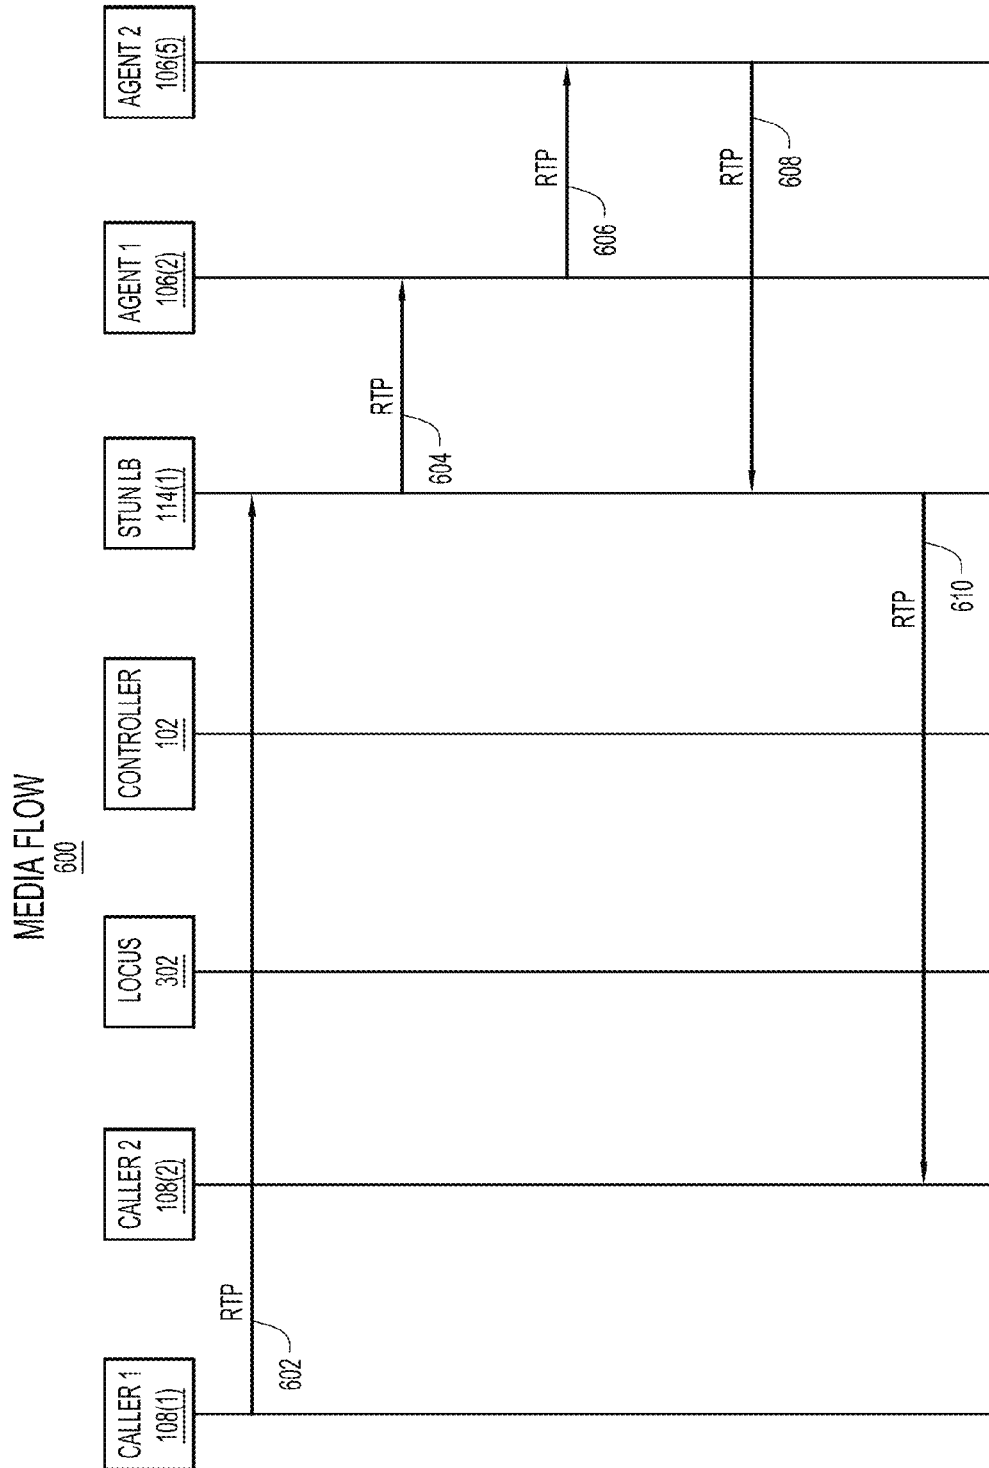 MEDIA FLOW
600
CALLER 1
108(1)
CALLER 2
108(2)
LOCUS
302
CONTROLLER
102
STUN LB
114(1)
AGENT 1
106(2)
AGENT 2
106(5)
RTP
602
RTP
604
RTP
606
RTP
608
RTP
610